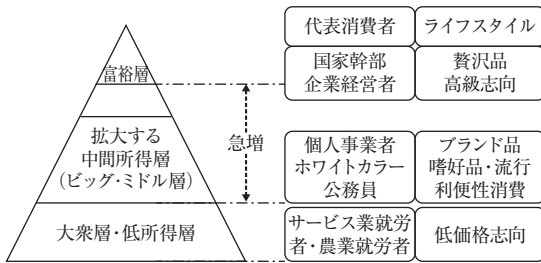 代表消費者
ライフスタイル
富裕層
国家幹部
企業経営者
贅沢品
高級志向
急増
拡大する
中間所得層
(ビッグ・ミドル層)
個人事業者
ホワイトカラー
公務員
ブランド品
嗜好品・流行
利便性消費
大衆層・低所得層
サービス業就労
者・農業就労者
低価格志向